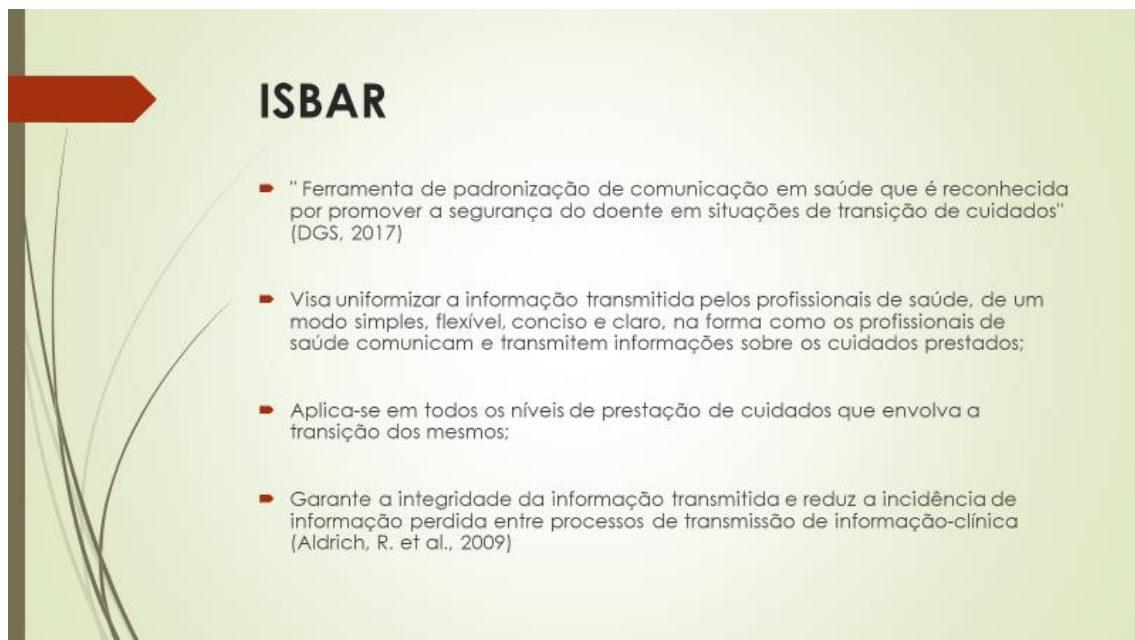 ISBAR
" Ferramenta de padronização de comunicação em saúde que é reconhecida
por promover a segurança do doente em situações de transição de cuidados"
(DGS, 2017)
Visa uniformizar a informação transmitida pelos profissionais de saúde, de um
modo simples, flexível, conciso e claro, na forma como os profissionais de
saúde comunicam e transmitem informações sobre os cuidados prestados;
Aplica-se em todos os níveis de prestação de cuidados que envolva a
transição dos mesmos;
Garante a integridade da informação transmitida e reduz a incidência de
informação perdida entre processos de transmissão de informação-clínica
(Aldrich, R. et al., 2009)